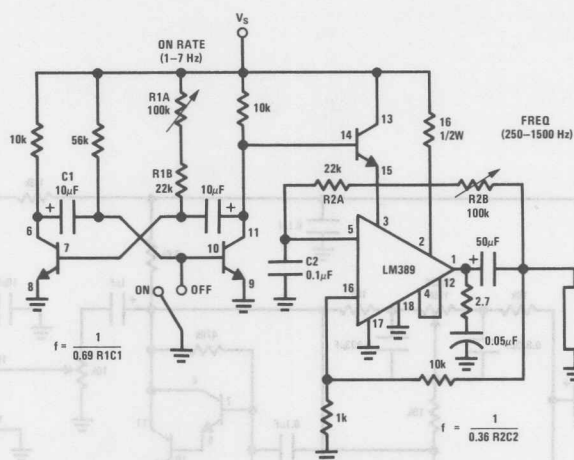 VS
ON RATE
(1–7 Hz)
R1A
100k
10k
13
16
1/2W
FREQ
(250–1500 Hz)
10k
56k
14
15
C1
10μF
R1B
22k
10μF
22k
R2A
R2B
100k
6
11
3
2
50μF
7
10
5
1
LM389
8
9
C2
0.1μF
ON
OFF
16
4
12
18
17
2.7
0.05μF
f = 1 / 0.69 R1C1
10k
1k
f = 1 / 0.36 R2C2